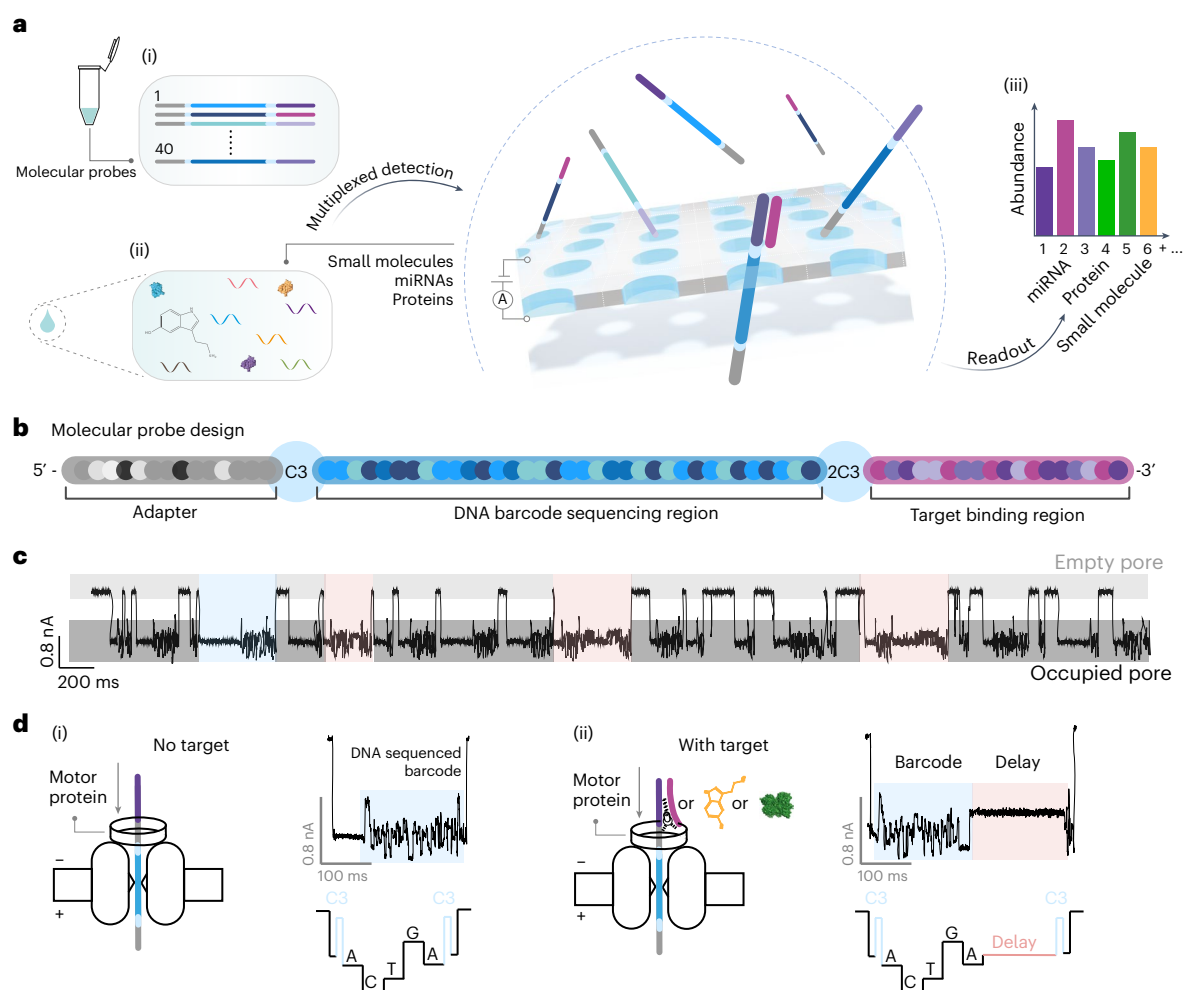 a
(i)
1
40
Molecular probes
Multiplexed detection
(ii)
Small molecules
miRNAs
Proteins
HO
N
H
NH₂
A
(iii)
Abundance
1 2 3 4 5 6 + ...
miRNA
Protein
Small molecule
Readout
b
Molecular probe design
5′ -
C3
2C3
-3′
Adapter
DNA barcode sequencing region
Target binding region
c
Empty pore
0.8 nA
200 ms
Occupied pore
d
(i)
No target
Motor
protein
−
+
DNA sequenced
barcode
0.8 nA
100 ms
C3
C3
A
C
T
G
A
(ii)
With target
Motor
protein
or
or
−
+
Barcode
Delay
0.8 nA
100 ms
C3
C3
A
C
T
G
A
Delay